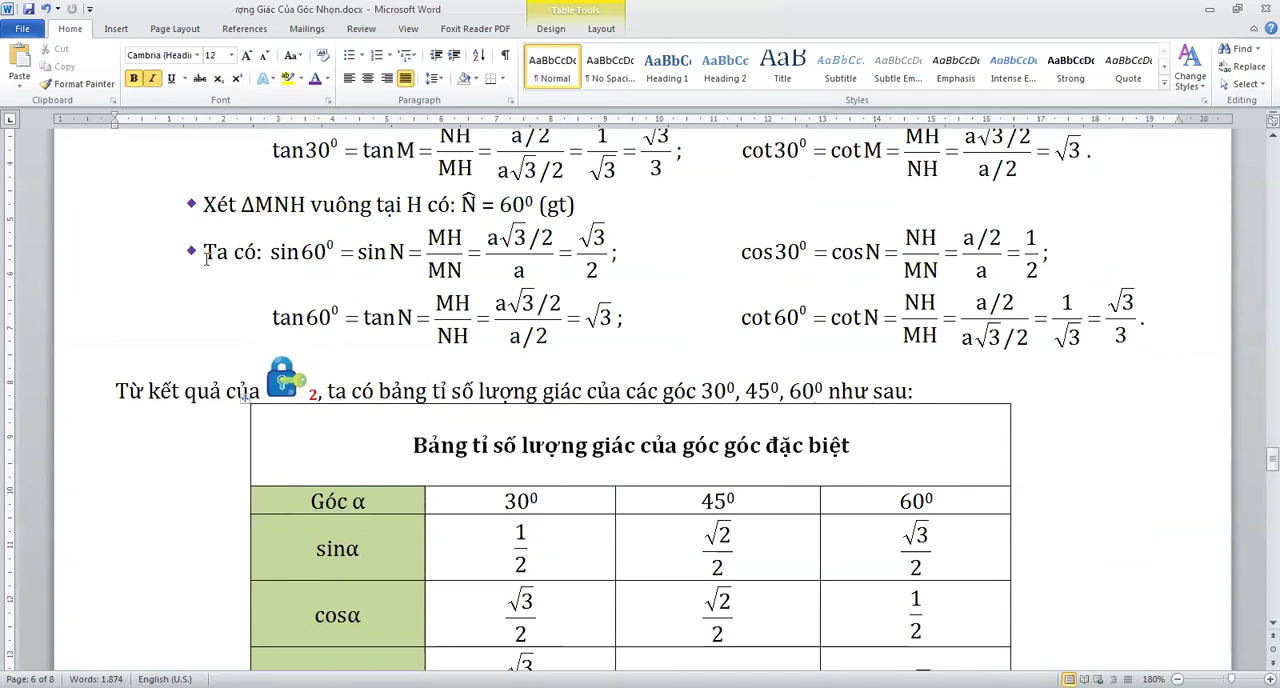 ượng Giác Của Góc Nhọn.docx - Microsoft Word
Table Tools
File Home Insert Page Layout References Mailings Review View Foxit Reader PDF Design Layout
Paste Cut Copy Format Painter
Cambria (Headi 12
AaBbCcDc AaBbCcDc AaBbC AaBbCc AaB AaBbCcL AaBbCcDc AaBbCcDc AaBbCcDc AaBbCcDc AaBbCcDc
¶ Normal ¶ No Spaci... Heading 1 Heading 2 Title Subtitle Subtle Em... Emphasis Intense E... Strong Quote
Change Styles
Find Replace Select
Clipboard Font Paragraph Styles Editing
tan30⁰ = tanM = NH/MH = (a/2)/(a√3/2) = 1/√3 = √3/3 ; cot30⁰ = cotM = MH/NH = (a√3/2)/(a/2) = √3 .
Xét ΔMNH vuông tại H có: N̂ = 60⁰ (gt)
Ta có: sin60⁰ = sinN = MH/MN = (a√3/2)/a = √3/2 ; cos30⁰ = cosN = NH/MN = (a/2)/a = 1/2 ;
tan60⁰ = tanN = MH/NH = (a√3/2)/(a/2) = √3 ; cot60⁰ = cotN = NH/MH = (a/2)/(a√3/2) = 1/√3 = √3/3 .
Từ kết quả của 2, ta có bảng tỉ số lượng giác của các góc 30⁰, 45⁰, 60⁰ như sau:
Bảng tỉ số lượng giác của góc góc đặc biệt
Góc α 30⁰ 45⁰ 60⁰
sinα 1/2 √2/2 √3/2
cosα √3/2 √2/2 1/2
√3
Page: 6 of 8 Words: 1.874 English (U.S.) 180%